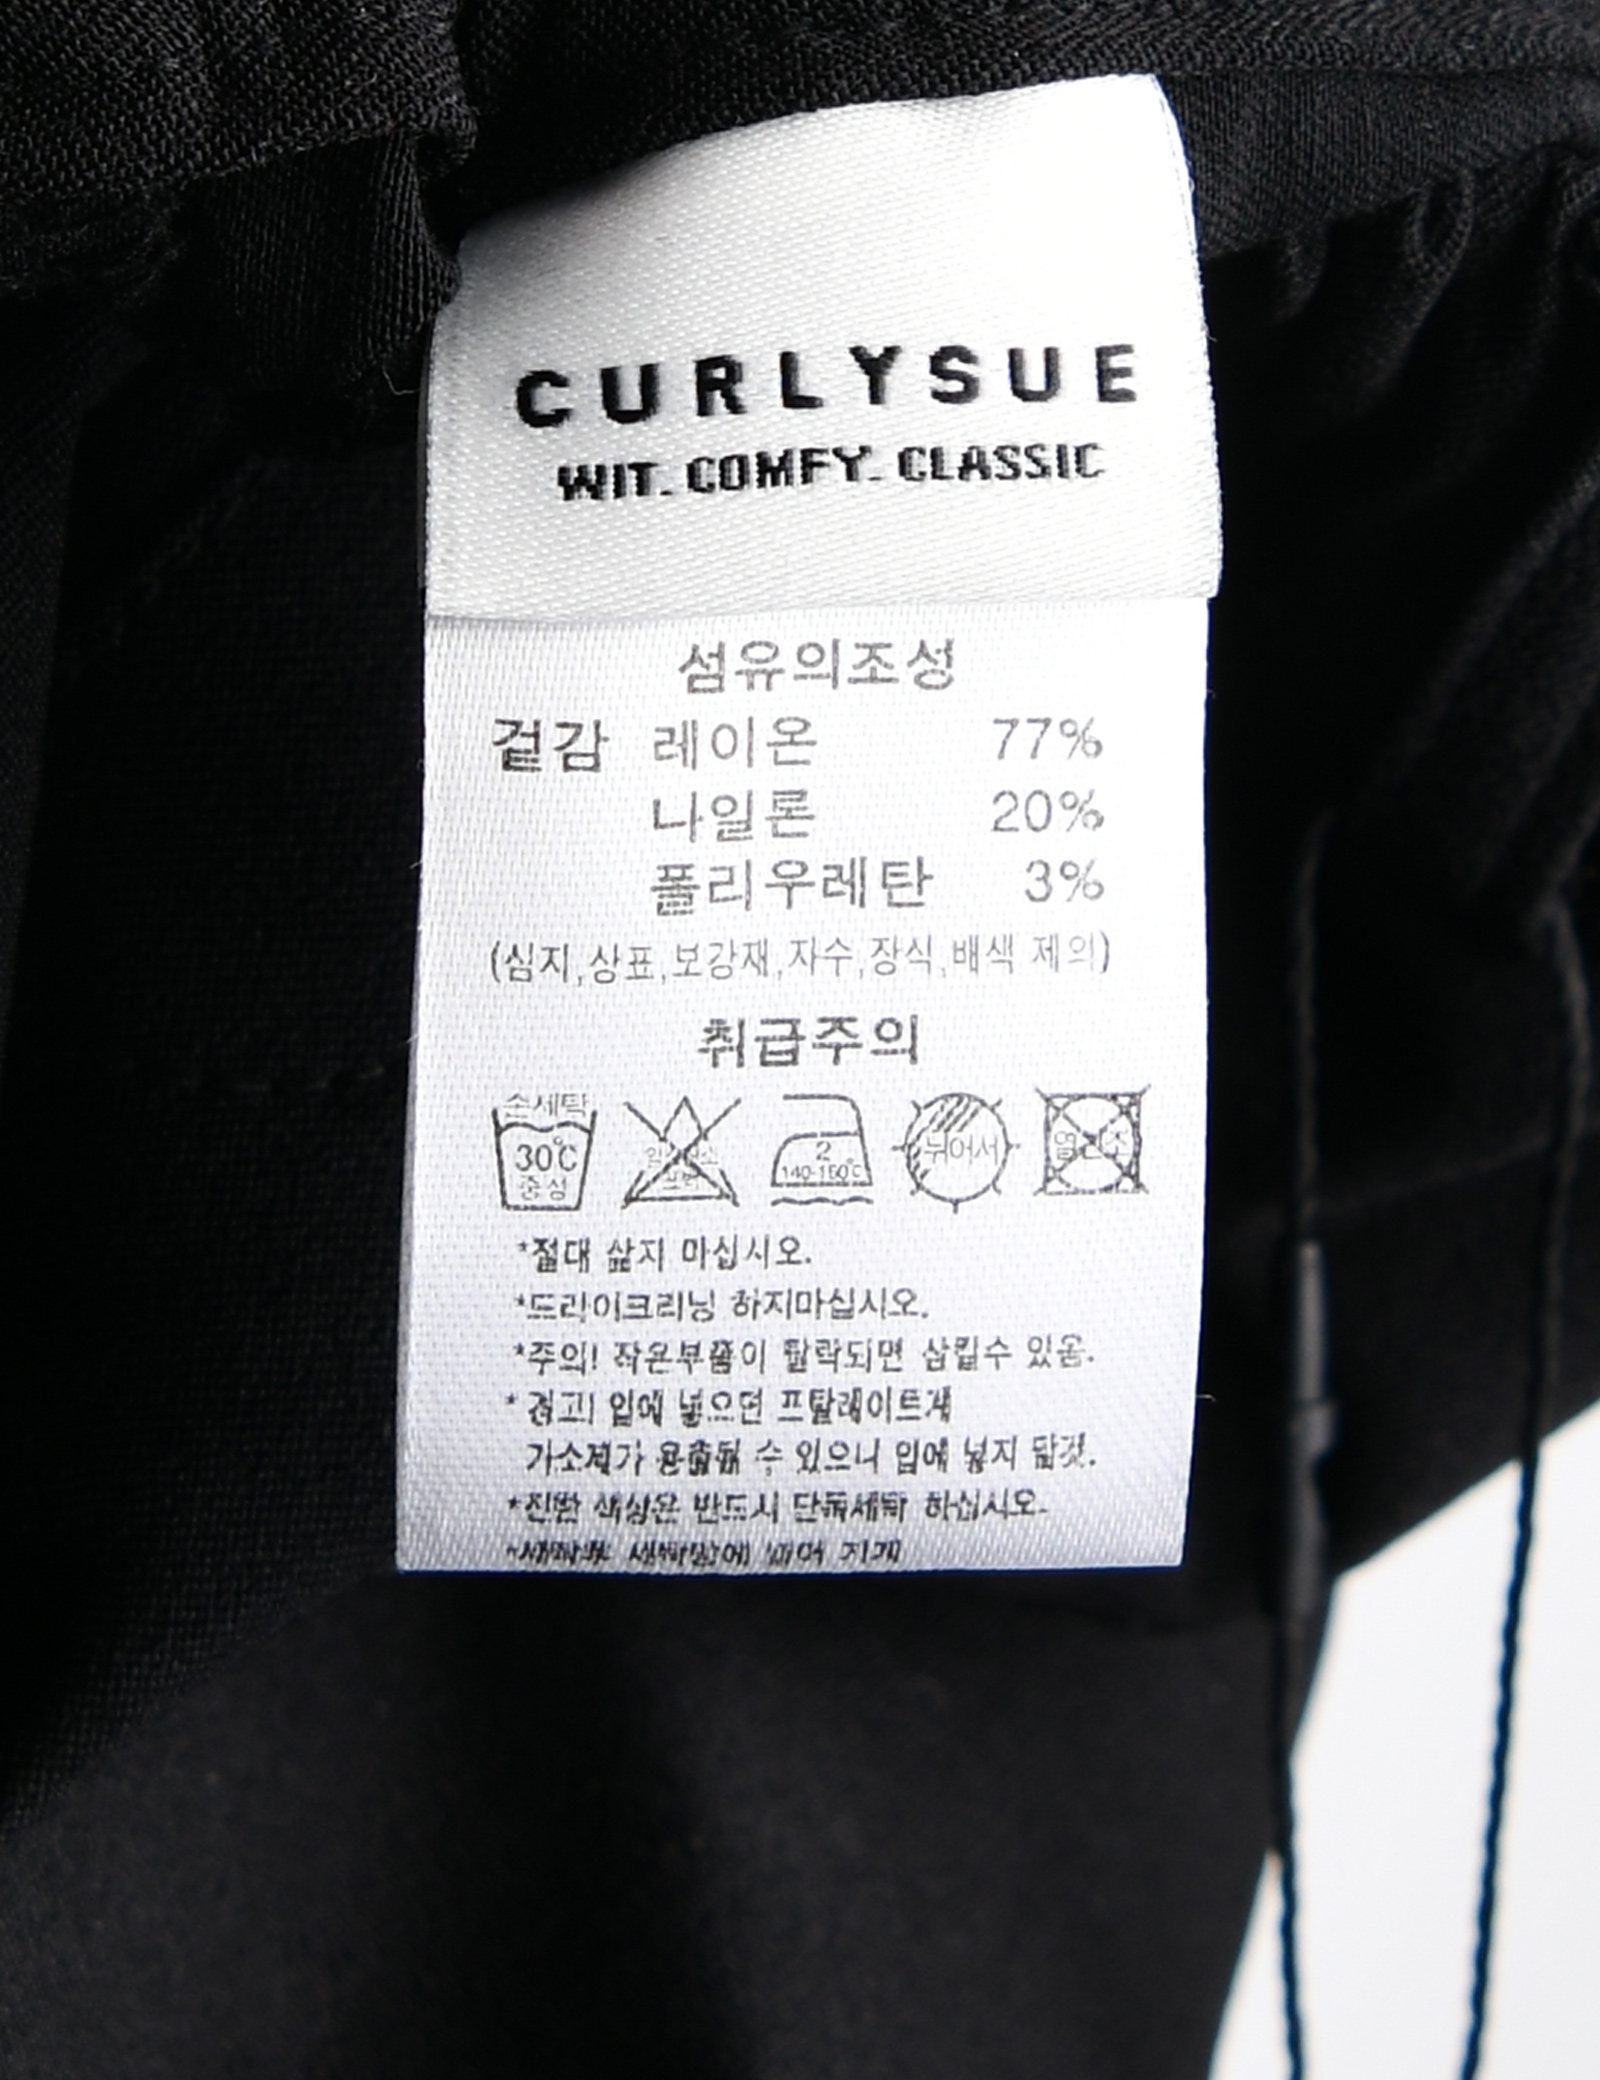 CURLYSUE
WIT. COMFY. CLASSIC
섬유의조성
겉감 레이온 77%
나일론 20%
폴리우레탄 3%
(심지,상표,보강재,자수,장식,배색 제외)
취급주의
손세탁
30℃
중성
2
140-160℃
뉘어서
*절대 삶지 마십시오.
*드라이크리닝 하지마십시오.
*주의! 작은부품이 탈락되면 삼킬수 있음.
*경고! 입에 넣으면 프탈레이트계
가소제가 용출될 수 있으니 입에 넣지 말것.
*진한 색상은 반드시 단독세탁 하십시오.